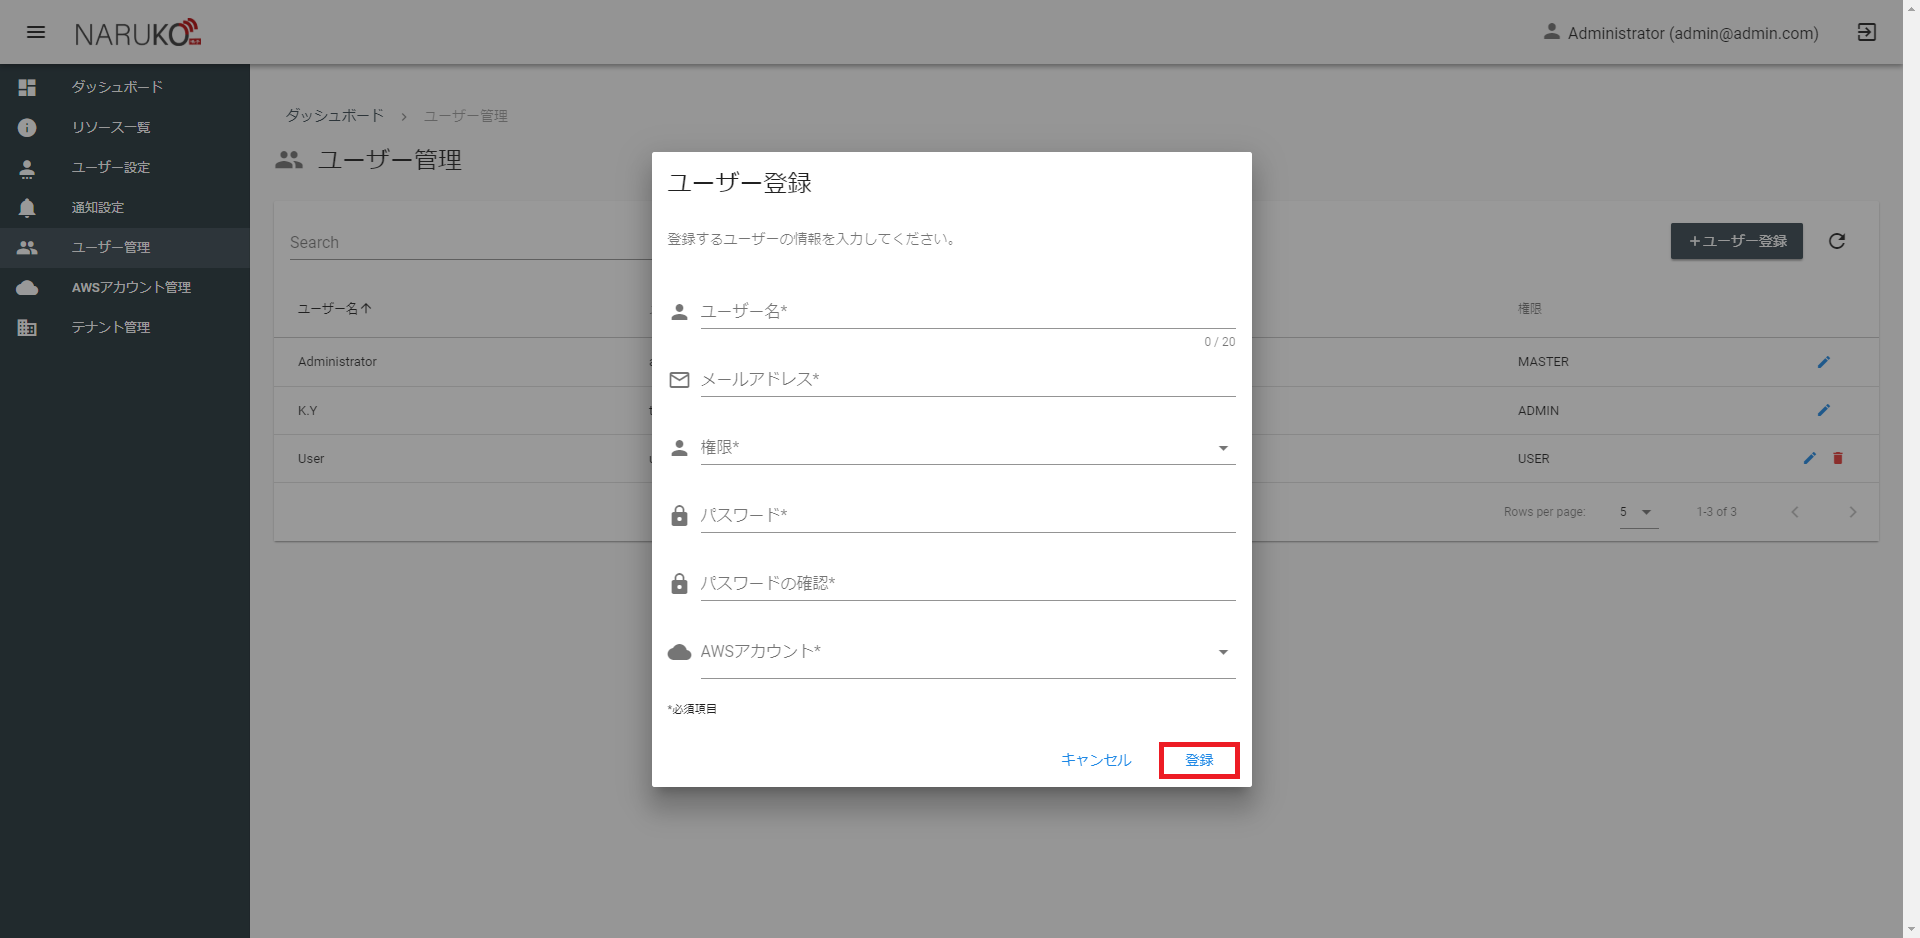 NARUKO
Administrator (admin@admin.com)
ダッシュボード
リソース一覧
ユーザー設定
通知設定
ユーザー管理
AWSアカウント管理
テナント管理
ダッシュボード > ユーザー管理
ユーザー管理
Search
+ユーザー登録
ユーザー名↑
権限
Administrator
MASTER
K.Y
ADMIN
User
USER
Rows per page:
5
1-3 of 3
ユーザー登録
登録するユーザーの情報を入力してください。
ユーザー名*
0 / 20
メールアドレス*
権限*
パスワード*
パスワードの確認*
AWSアカウント*
*必須項目
キャンセル
登録